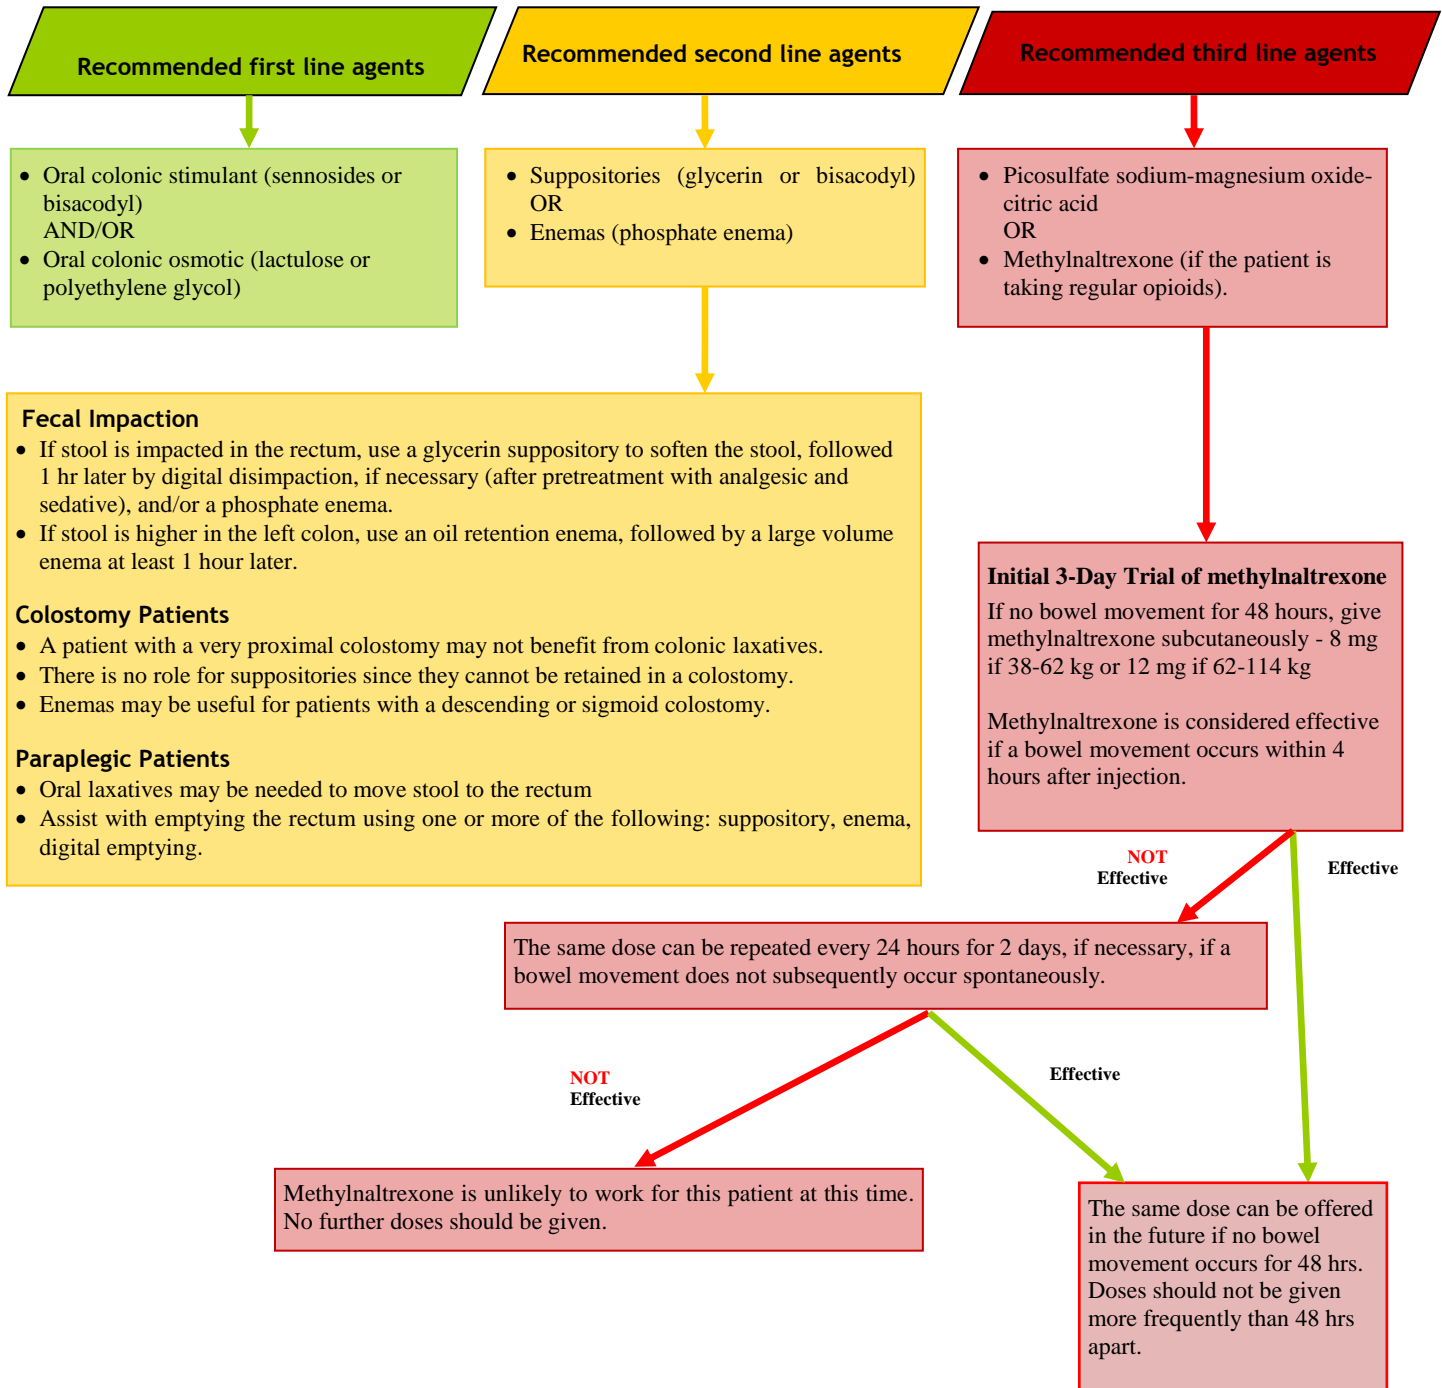 Recommended first line agents
Recommended second line agents
Recommended third line agents
• Oral colonic stimulant (sennosides or
bisacodyl)
AND/OR
• Oral colonic osmotic (lactulose or
polyethylene glycol)
• Suppositories (glycerin or bisacodyl)
OR
• Enemas (phosphate enema)
• Picosulfate sodium-magnesium oxide-
citric acid
OR
• Methylnaltrexone (if the patient is
taking regular opioids).
Fecal Impaction
• If stool is impacted in the rectum, use a glycerin suppository to soften the stool, followed
1 hr later by digital disimpaction, if necessary (after pretreatment with analgesic and
sedative), and/or a phosphate enema.
• If stool is higher in the left colon, use an oil retention enema, followed by a large volume
enema at least 1 hour later.
Colostomy Patients
• A patient with a very proximal colostomy may not benefit from colonic laxatives.
• There is no role for suppositories since they cannot be retained in a colostomy.
• Enemas may be useful for patients with a descending or sigmoid colostomy.
Paraplegic Patients
• Oral laxatives may be needed to move stool to the rectum
• Assist with emptying the rectum using one or more of the following: suppository, enema,
digital emptying.
Initial 3-Day Trial of methylnaltrexone
If no bowel movement for 48 hours, give
methylnaltrexone subcutaneously - 8 mg
if 38-62 kg or 12 mg if 62-114 kg
Methylnaltrexone is considered effective
if a bowel movement occurs within 4
hours after injection.
NOT
Effective
Effective
The same dose can be repeated every 24 hours for 2 days, if necessary, if a
bowel movement does not subsequently occur spontaneously.
NOT
Effective
Effective
Methylnaltrexone is unlikely to work for this patient at this time.
No further doses should be given.
The same dose can be offered
in the future if no bowel
movement occurs for 48 hrs.
Doses should not be given
more frequently than 48 hrs
apart.